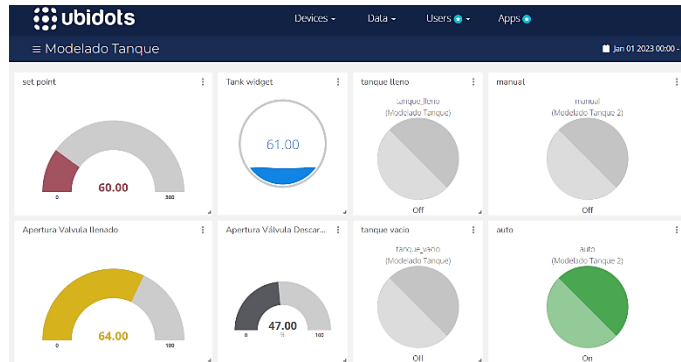 ubidots
Devices Data Users Apps
≡ Modelado Tanque
Jan 01 2023 00:00 -
set point
60.00
0 300
Tank widget
61.00
tanque lleno
tanque_lleno
(Modelado Tanque)
Off
manual
manual
(Modelado Tanque 2)
Off
Apertura Valvula llenado
64.00
0 100
Apertura Válvula Descar...
47.00
%
0 100
tanque vacio
tanque_vacio
(Modelado Tanque)
Off
auto
auto
(Modelado Tanque 2)
On